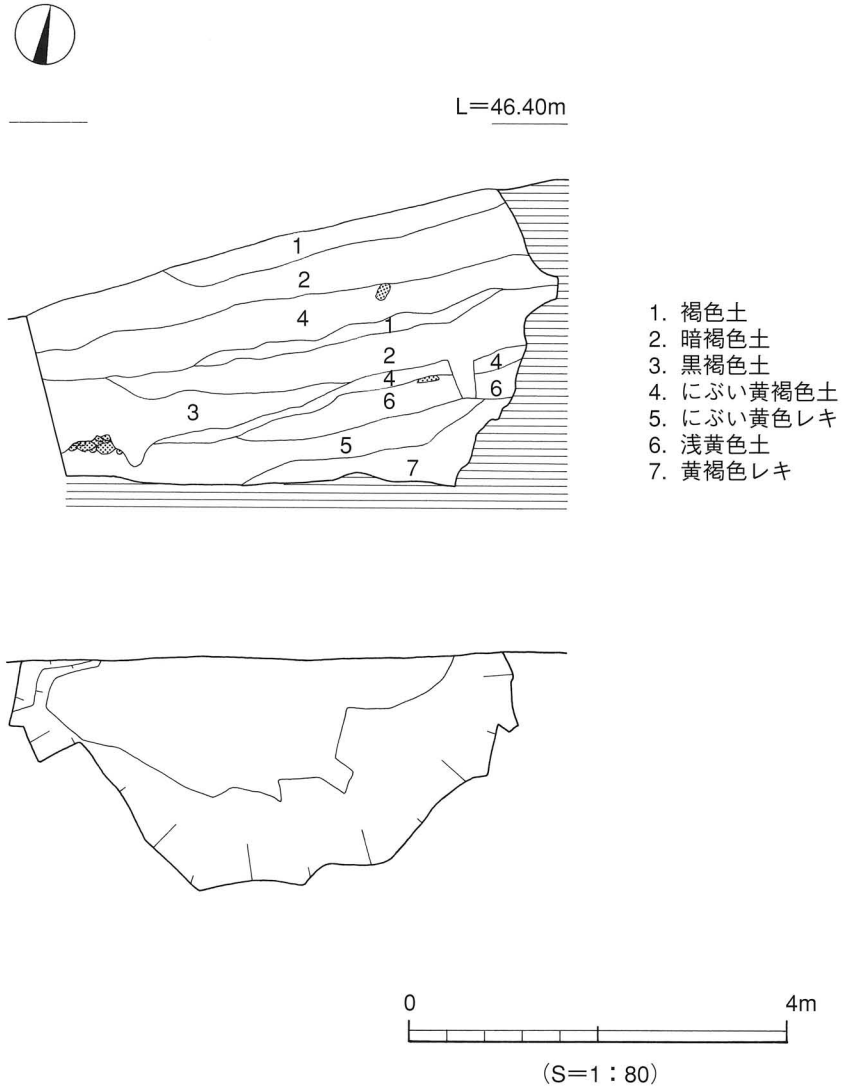 L=46.40m
1
2
4
1
2
4
4
6
6
3
5
7
1. 褐色土
2. 暗褐色土
3. 黒褐色土
4. にぶい黄褐色土
5. にぶい黄色レキ
6. 浅黄色土
7. 黄褐色レキ
0 4m
(S=1：80)